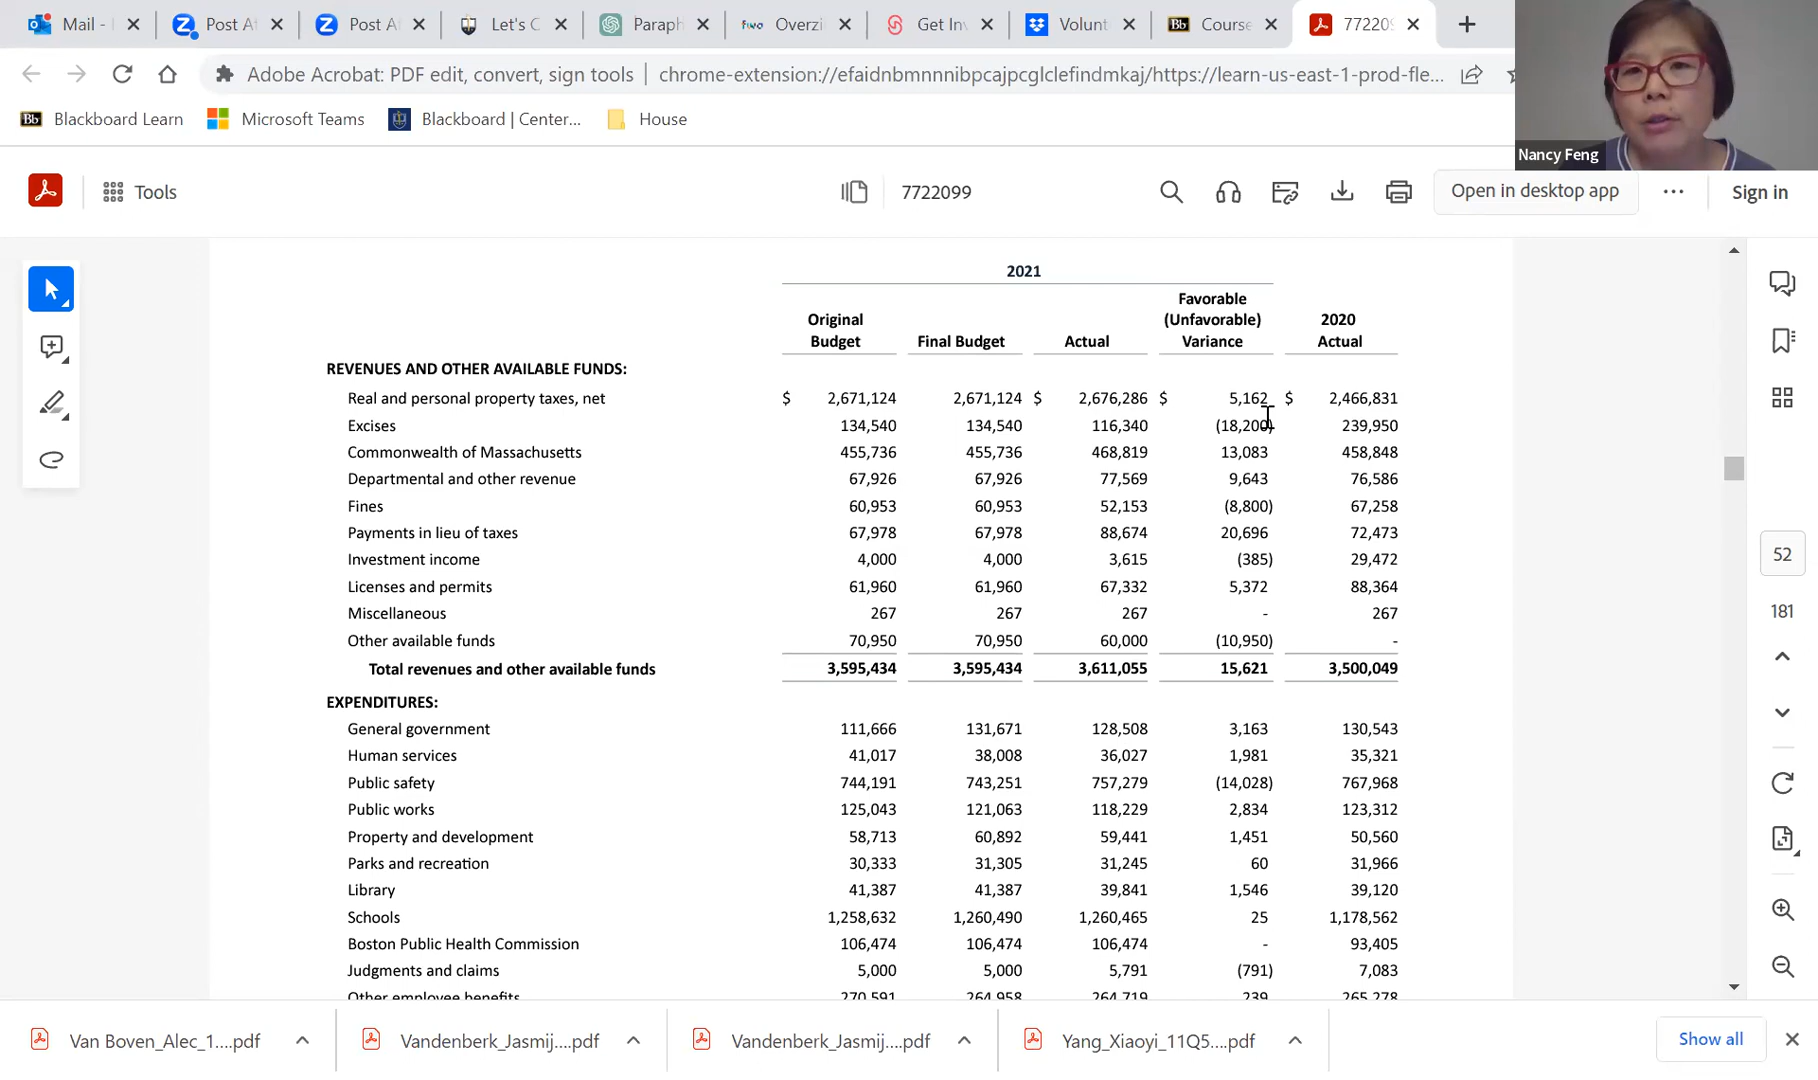 Mail - Post At Post At Let's C Paraph Overzi Get Inv Volunt Course 77220
Adobe Acrobat: PDF edit, convert, sign tools chrome-extension://efaidnbmnnnibpcajpcglclefindmkaj/https://learn-us-east-1-prod-fle...
Blackboard Learn Microsoft Teams Blackboard | Center... House
Nancy Feng
Tools 7722099 Open in desktop app Sign in
2021
Favorable
Original (Unfavorable) 2020
Budget Final Budget Actual Variance Actual
REVENUES AND OTHER AVAILABLE FUNDS:
Real and personal property taxes, net $ 2,671,124 2,671,124 $ 2,676,286 $ 5,162 $ 2,466,831
Excises 134,540 134,540 116,340 (18,200) 239,950
Commonwealth of Massachusetts 455,736 455,736 468,819 13,083 458,848
Departmental and other revenue 67,926 67,926 77,569 9,643 76,586
Fines 60,953 60,953 52,153 (8,800) 67,258
Payments in lieu of taxes 67,978 67,978 88,674 20,696 72,473
Investment income 4,000 4,000 3,615 (385) 29,472
Licenses and permits 61,960 61,960 67,332 5,372 88,364
Miscellaneous 267 267 267 - 267
Other available funds 70,950 70,950 60,000 (10,950) -
Total revenues and other available funds 3,595,434 3,595,434 3,611,055 15,621 3,500,049
EXPENDITURES:
General government 111,666 131,671 128,508 3,163 130,543
Human services 41,017 38,008 36,027 1,981 35,321
Public safety 744,191 743,251 757,279 (14,028) 767,968
Public works 125,043 121,063 118,229 2,834 123,312
Property and development 58,713 60,892 59,441 1,451 50,560
Parks and recreation 30,333 31,305 31,245 60 31,966
Library 41,387 41,387 39,841 1,546 39,120
Schools 1,258,632 1,260,490 1,260,465 25 1,178,562
Boston Public Health Commission 106,474 106,474 106,474 - 93,405
Judgments and claims 5,000 5,000 5,791 (791) 7,083
Other employee benefits 270,591 264,958 264,719 239 265,278
52
181
Van Boven_Alec_1....pdf Vandenberk_Jasmij....pdf Vandenberk_Jasmij....pdf Yang_Xiaoyi_11Q5....pdf Show all